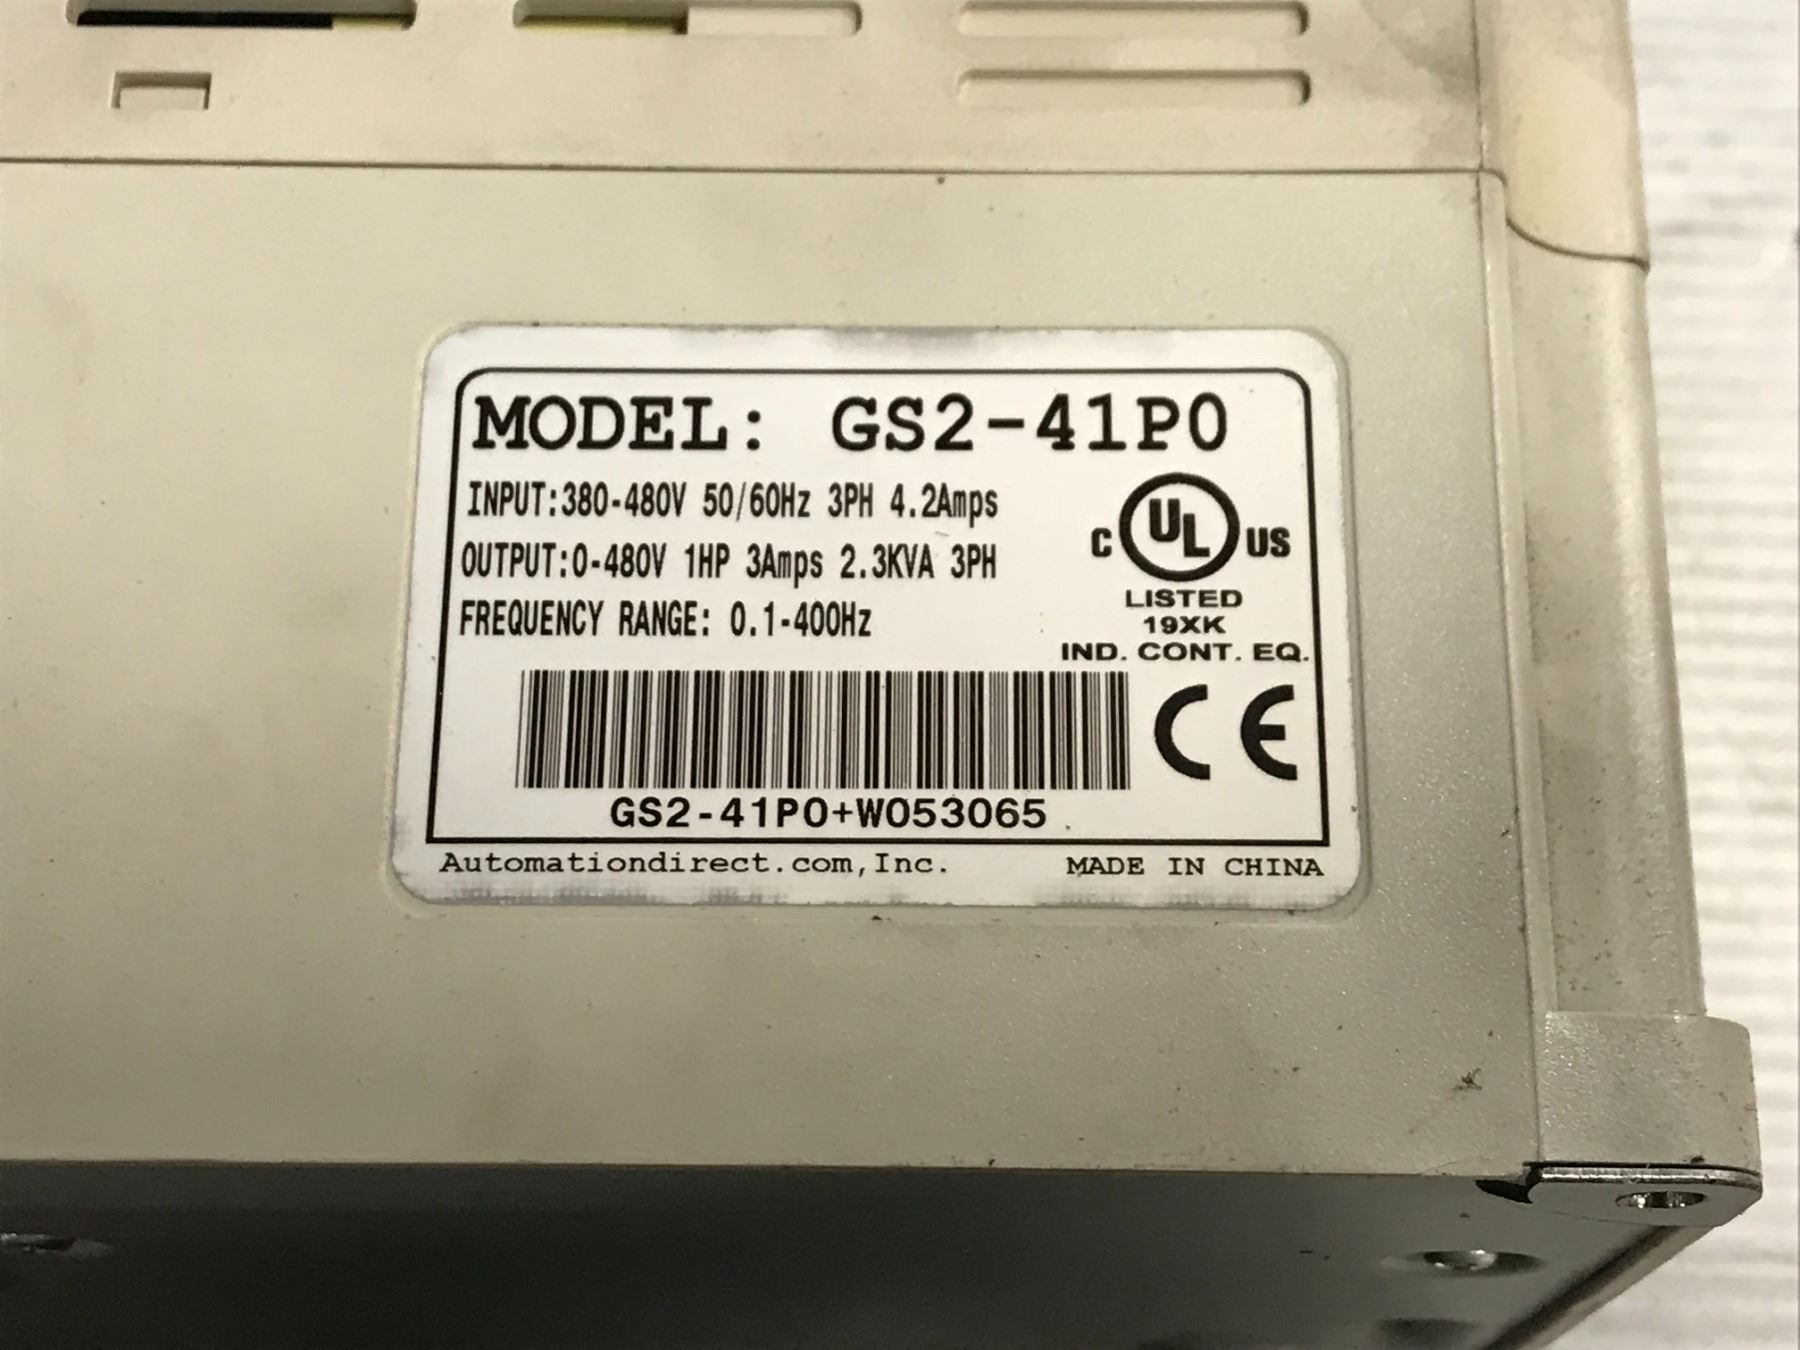 MODEL: GS2-41P0
INPUT:380-480V 50/60Hz 3PH 4.2Amps
OUTPUT:0-480V 1HP 3Amps 2.3KVA 3PH
FREQUENCY RANGE: 0.1-400Hz
C UL US
LISTED
19XK
IND. CONT. EQ.
CE
GS2-41P0+W053065
Automationdirect.com,Inc. MADE IN CHINA